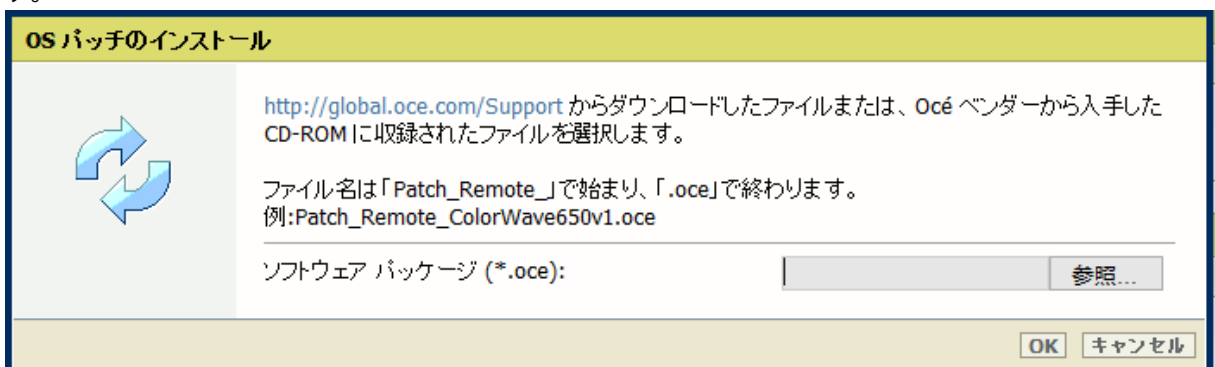 す。
OS パッチのインストール
http://global.oce.com/Support からダウンロードしたファイルまたは、Océ ベンダーから入手した
CD-ROM に収録されたファイルを選択します。
ファイル名は「Patch_Remote_」で始まり、「.oce」で終わります。
例:Patch_Remote_ColorWave650v1.oce
ソフトウェア パッケージ (*.oce): 参照...
OK キャンセル